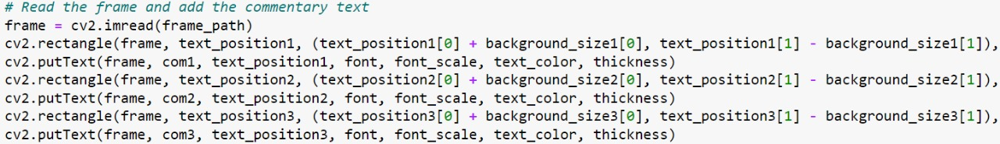 # Read the frame and add the commentary text
frame = cv2.imread(frame_path)
cv2.rectangle(frame, text_position1, (text_position1[0] + background_size1[0], text_position1[1] - background_size1[1]),
cv2.putText(frame, com1, text_position1, font, font_scale, text_color, thickness)
cv2.rectangle(frame, text_position2, (text_position2[0] + background_size2[0], text_position2[1] - background_size2[1]),
cv2.putText(frame, com2, text_position2, font, font_scale, text_color, thickness)
cv2.rectangle(frame, text_position3, (text_position3[0] + background_size3[0], text_position3[1] - background_size3[1]),
cv2.putText(frame, com3, text_position3, font, font_scale, text_color, thickness)